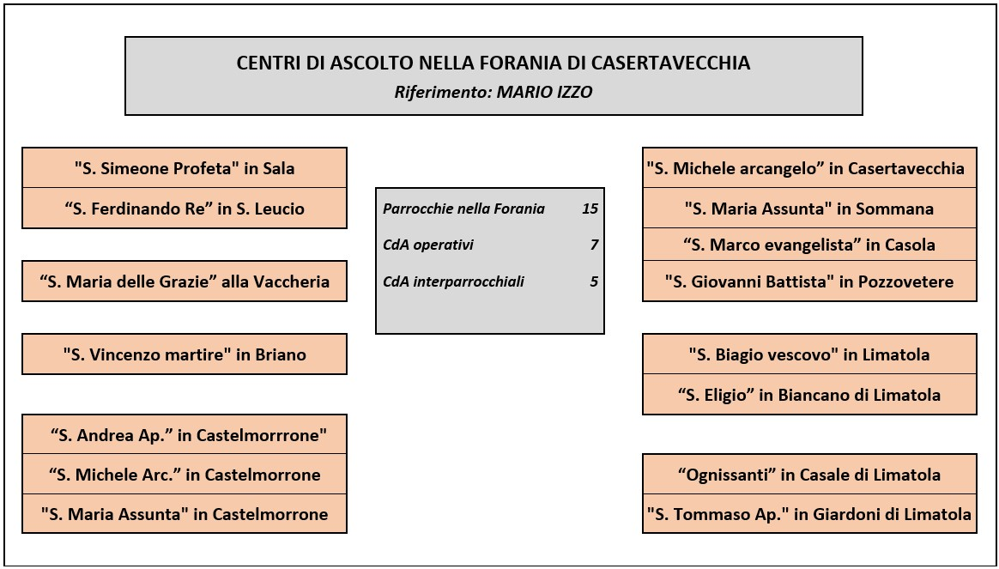 CENTRI DI ASCOLTO NELLA FORANIA DI CASERTAVECCHIA
Riferimento: MARIO IZZO
"S. Simeone Profeta" in Sala
“S. Ferdinando Re” in S. Leucio
“S. Maria delle Grazie” alla Vaccheria
"S. Vincenzo martire" in Briano
“S. Andrea Ap.” in Castelmorrrone"
“S. Michele Arc.” in Castelmorrone
"S. Maria Assunta" in Castelmorrone
Parrocchie nella Forania 15
CdA operativi 7
CdA interparrocchiali 5
"S. Michele arcangelo” in Casertavecchia
"S. Maria Assunta" in Sommana
“S. Marco evangelista” in Casola
"S. Giovanni Battista" in Pozzovetere
"S. Biagio vescovo" in Limatola
“S. Eligio” in Biancano di Limatola
“Ognissanti” in Casale di Limatola
"S. Tommaso Ap." in Giardoni di Limatola